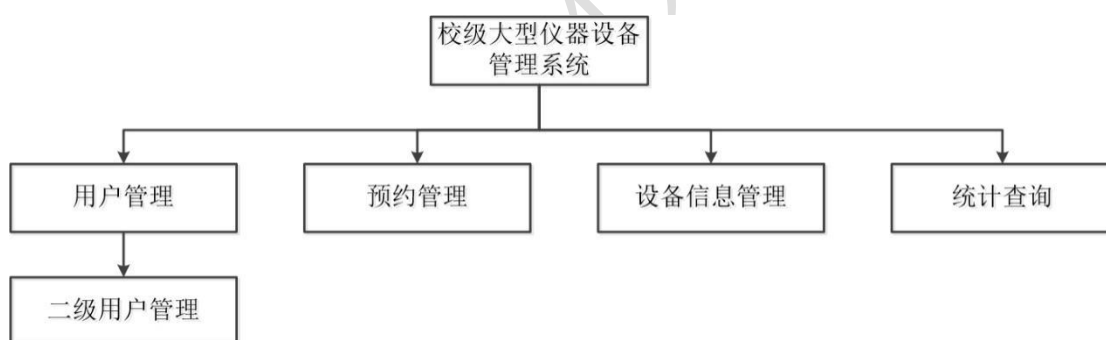 校级大型仪器设备
管理系统
用户管理
预约管理
设备信息管理
统计查询
二级用户管理